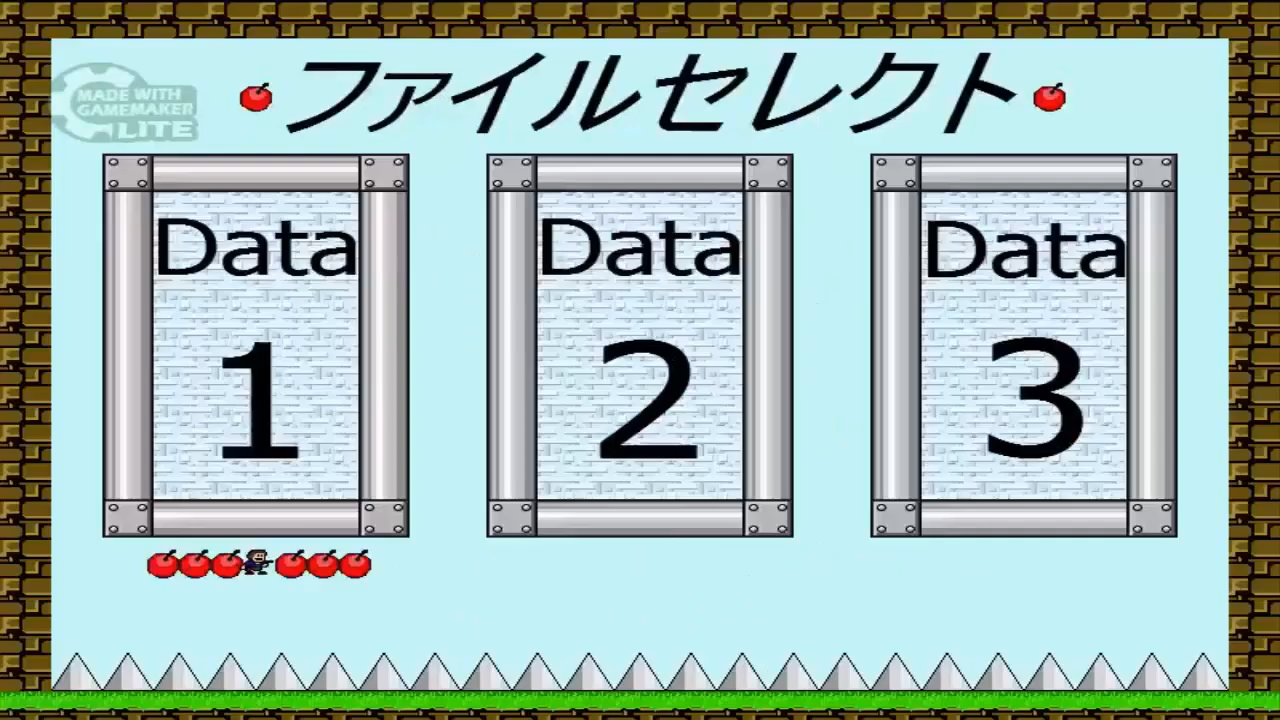 ファイルセレクト
MADE WITH
GAMEMAKER
LITE
Data
1
Data
2
Data
3